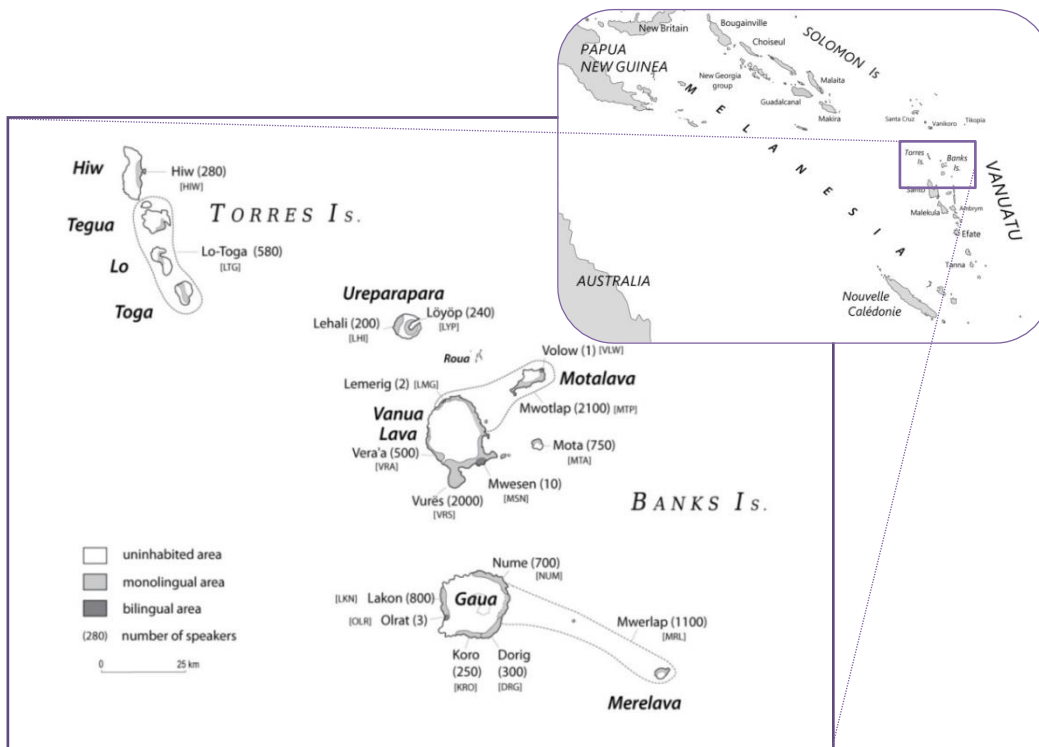 New Britain
Bougainville
Choiseul
SOLOMON Is
PAPUA
NEW GUINEA
New Georgia
group
Malaita
Guadalcanal
Makira
MELANESIA
Santa Cruz
Vanikoro
Tikopia
Torres
Is.
Banks
Is.
Santo
Malekula
Ambrym
Efate
Tanna
VANUATU
AUSTRALIA
Nouvelle
Calédonie
Hiw
Hiw (280)
[HIW]
TORRES IS.
Tegua
Lo-Toga (580)
[LTG]
Lo
Toga
Ureparapara
Löyöp (240)
[LYP]
Lehali (200)
[LHI]
Roua
Volow (1) [VLW]
Motalava
Lemerig (2) [LMG]
Mwotlap (2100) [MTP]
Vanua
Lava
Mota (750)
[MTA]
Vera'a (500)
[VRA]
Mwesen (10)
[MSN]
Vurës (2000)
[VRS]
BANKS IS.
uninhabited area
monolingual area
bilingual area
(280) number of speakers
0 25 km
Nume (700)
[NUM]
[LKN] Lakon (800)
Gaua
[OLR] Olrat (3)
Koro
(250)
[KRO]
Dorig
(300)
[DRG]
Mwerlap (1100)
[MRL]
Merelava